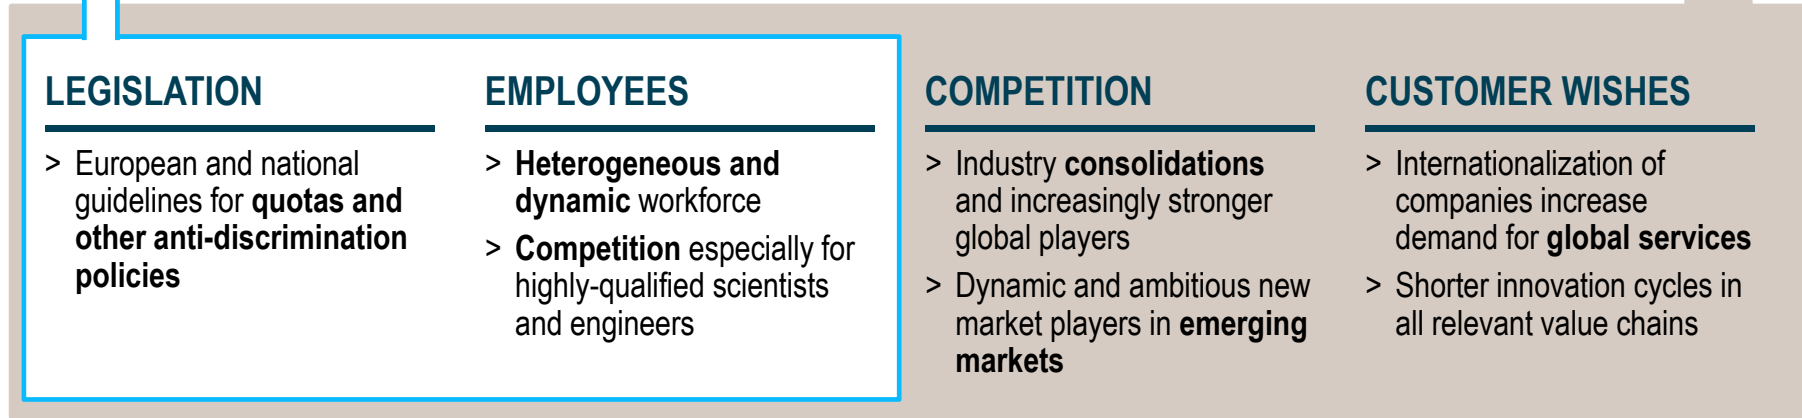 LEGISLATION
> European and national
guidelines for quotas and
other anti-discrimination
policies
EMPLOYEES
> Heterogeneous and
dynamic workforce
> Competition especially for
highly-qualified scientists
and engineers
COMPETITION
> Industry consolidations
and increasingly stronger
global players
> Dynamic and ambitious new
market players in emerging
markets
CUSTOMER WISHES
> Internationalization of
companies increase
demand for global services
> Shorter innovation cycles in
all relevant value chains